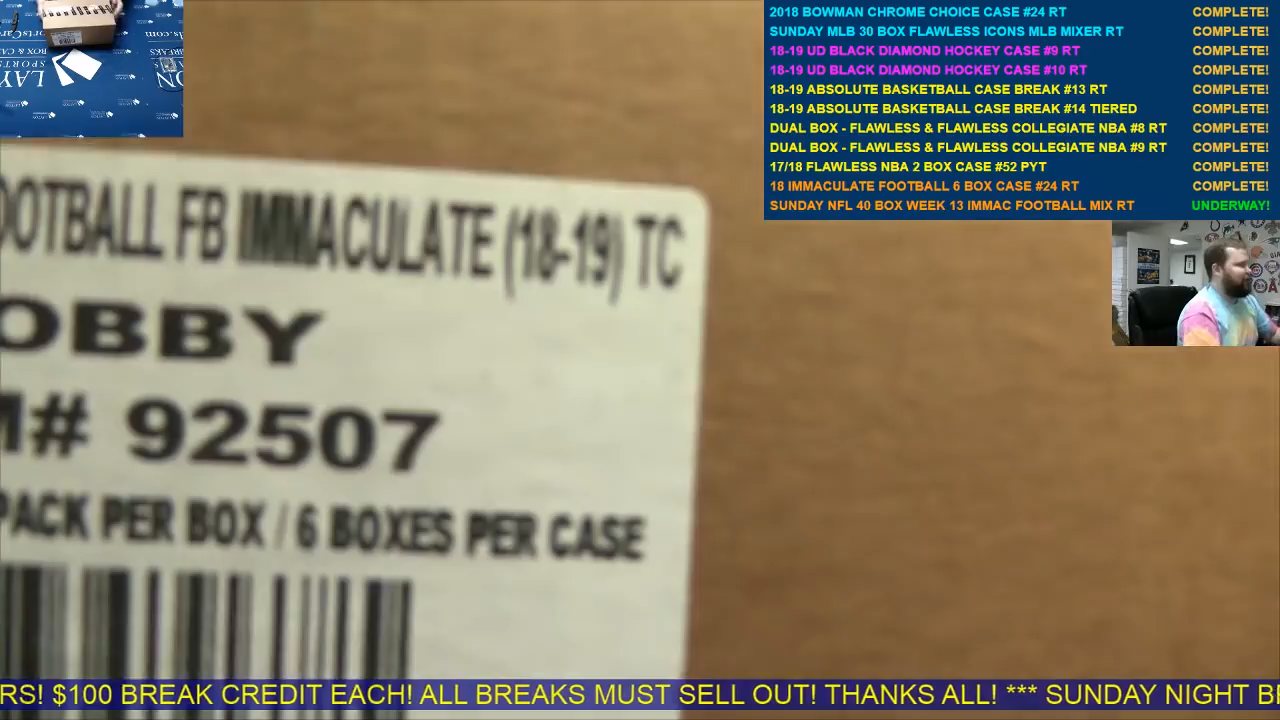 2018 BOWMAN CHROME CHOICE CASE #24 RT COMPLETE!
SUNDAY MLB 30 BOX FLAWLESS ICONS MLB MIXER RT COMPLETE!
18-19 UD BLACK DIAMOND HOCKEY CASE #9 RT COMPLETE!
18-19 UD BLACK DIAMOND HOCKEY CASE #10 RT COMPLETE!
18-19 ABSOLUTE BASKETBALL CASE BREAK #13 RT COMPLETE!
18-19 ABSOLUTE BASKETBALL CASE BREAK #14 TIERED COMPLETE!
DUAL BOX - FLAWLESS & FLAWLESS COLLEGIATE NBA #8 RT COMPLETE!
DUAL BOX - FLAWLESS & FLAWLESS COLLEGIATE NBA #9 RT COMPLETE!
17/18 FLAWLESS NBA 2 BOX CASE #52 PYT COMPLETE!
18 IMMACULATE FOOTBALL 6 BOX CASE #24 RT COMPLETE!
SUNDAY NFL 40 BOX WEEK 13 IMMAC FOOTBALL MIX RT UNDERWAY!
OOTBALL FB IMMACULATE (18-19) TC
OBBY
M# 92507
PACK PER BOX / 6 BOXES PER CASE
RS! $100 BREAK CREDIT EACH! ALL BREAKS MUST SELL OUT! THANKS ALL! *** SUNDAY NIGHT BE